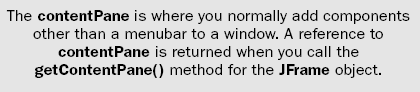 The contentPane is where you normally add components
other than a menubar to a window. A reference to
contentPane is returned when you call the
getContentPane() method for the JFrame object.